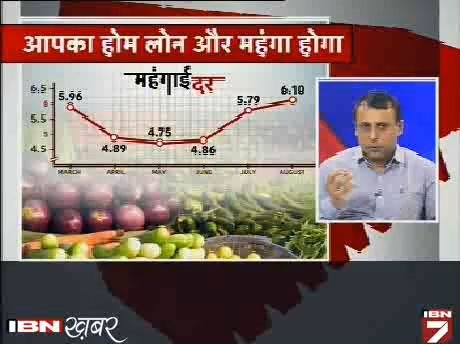 आपका होम लोन और महंगा होगा
महंगाई दर
6.5
6
5.5
5
4.5
5.96
4.89
4.75
4.86
5.79
6.10
MARCH APRIL MAY JUNE JULY AUGUST
IBN ख़बर
IBN
7